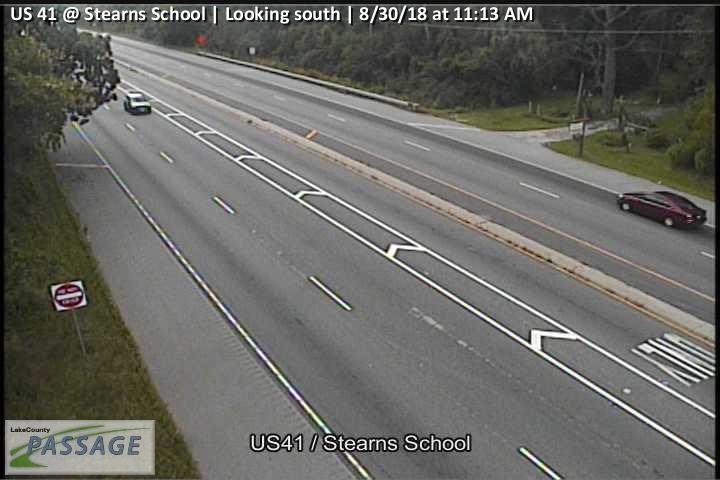 US 41 @ Stearns School | Looking south | 8/30/18 at 11:13 AM
DO NOT
ENTER
LakeCounty
PASSAGE
US41 / Stearns School